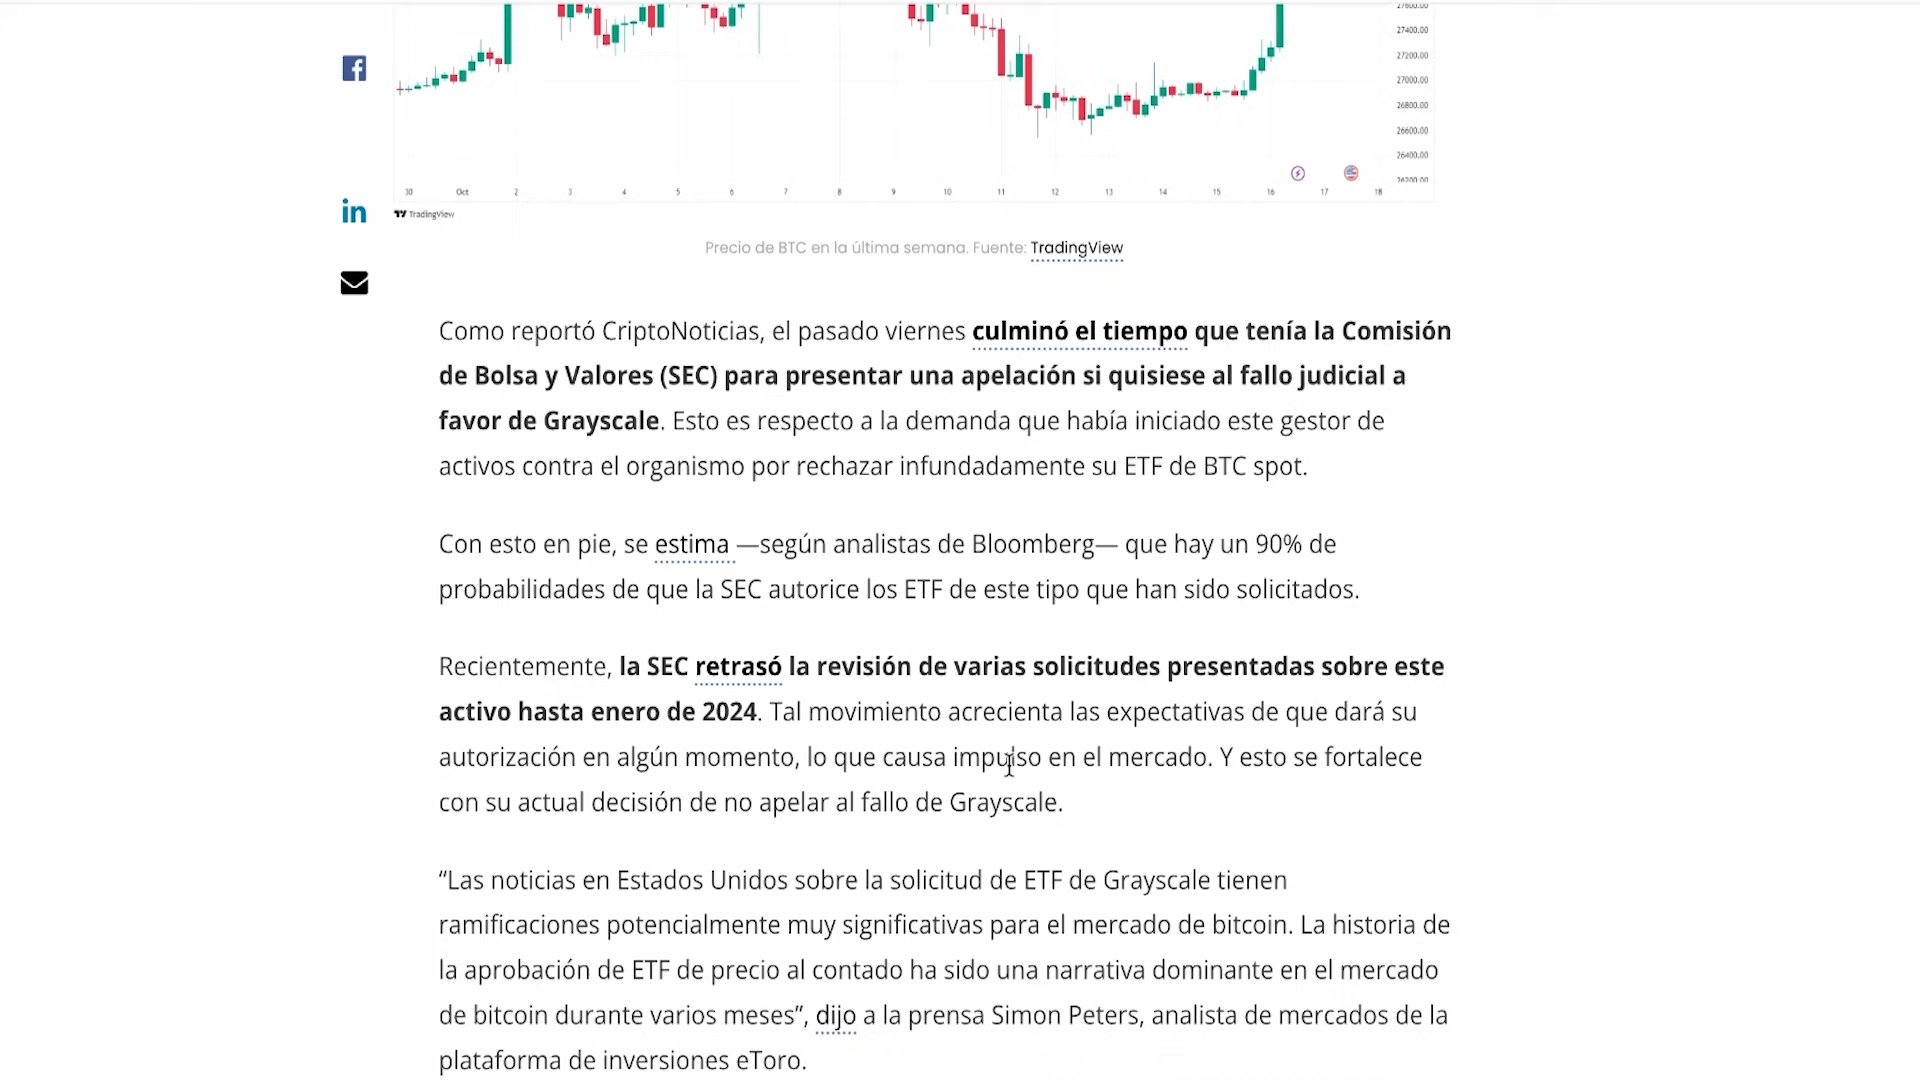 27600.00
27400.00
27200.00
27000.00
26800.00
26600.00
26400.00
26200.00
30 Oct 2 3 4 5 6 7 8 9 10 11 12 13 14 15 16 17 18
TradingView
Precio de BTC en la última semana. Fuente: TradingView
Como reportó CriptoNoticias, el pasado viernes culminó el tiempo que tenía la Comisión
de Bolsa y Valores (SEC) para presentar una apelación si quisiese al fallo judicial a
favor de Grayscale. Esto es respecto a la demanda que había iniciado este gestor de
activos contra el organismo por rechazar infundadamente su ETF de BTC spot.
Con esto en pie, se estima —según analistas de Bloomberg— que hay un 90% de
probabilidades de que la SEC autorice los ETF de este tipo que han sido solicitados.
Recientemente, la SEC retrasó la revisión de varias solicitudes presentadas sobre este
activo hasta enero de 2024. Tal movimiento acrecienta las expectativas de que dará su
autorización en algún momento, lo que causa impulso en el mercado. Y esto se fortalece
con su actual decisión de no apelar al fallo de Grayscale.
“Las noticias en Estados Unidos sobre la solicitud de ETF de Grayscale tienen
ramificaciones potencialmente muy significativas para el mercado de bitcoin. La historia de
la aprobación de ETF de precio al contado ha sido una narrativa dominante en el mercado
de bitcoin durante varios meses”, dijo a la prensa Simon Peters, analista de mercados de la
plataforma de inversiones eToro.